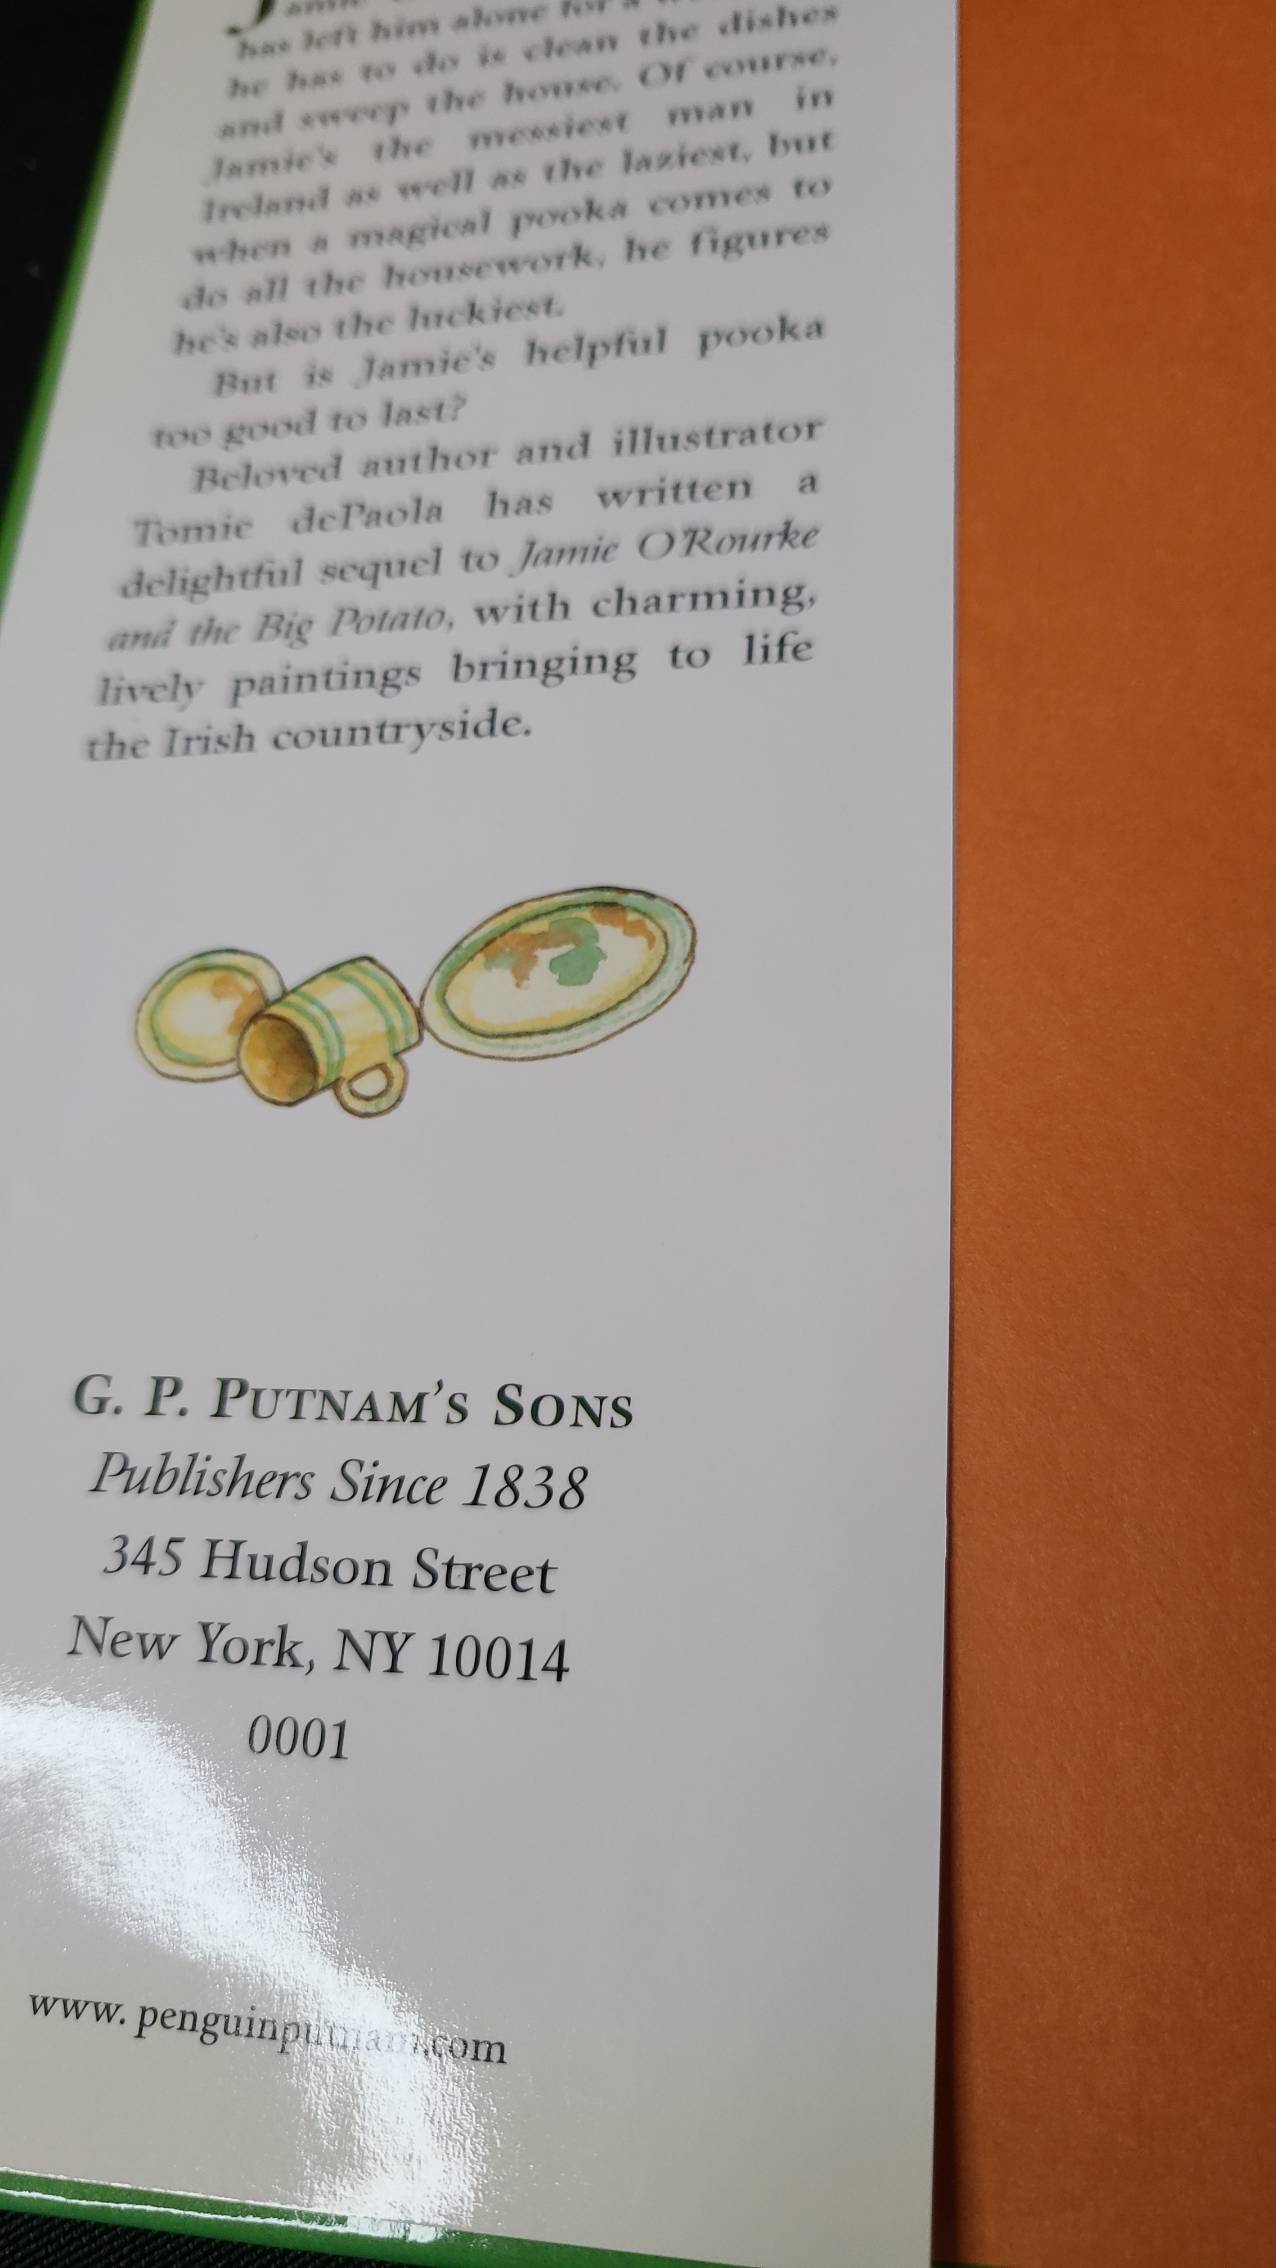 has left him alone for a
he has to do is clean the dishes
and sweep the house. Of course,
Jamie's the messiest man in
Ireland as well as the laziest, but
when a magical pooka comes to
do all the housework, he figures
he's also the luckiest.
But is Jamie's helpful pooka
too good to last?
Beloved author and illustrator
Tomie dePaola has written a
delightful sequel to Jamie O'Rourke
and the Big Potato, with charming,
lively paintings bringing to life
the Irish countryside.
G. P. PUTNAM'S SONS
Publishers Since 1838
345 Hudson Street
New York, NY 10014
0001
www. penguinputnam.com